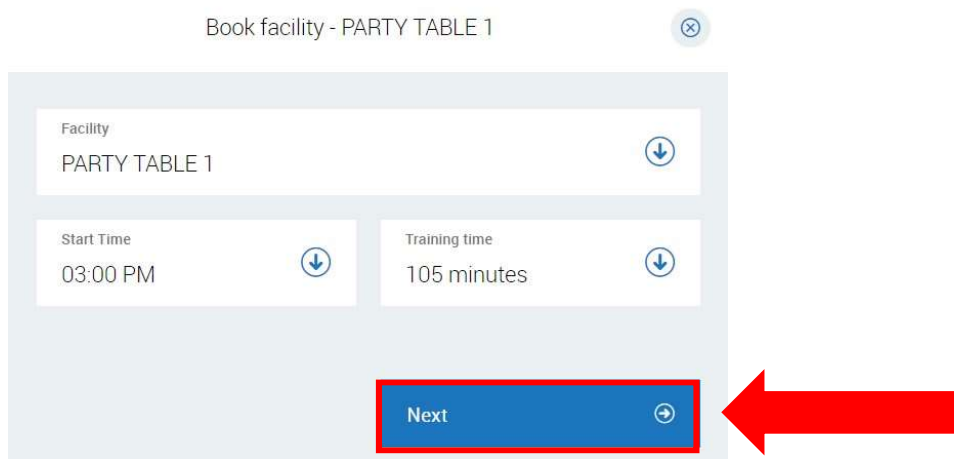 Book facility - PARTY TABLE 1
Facility
PARTY TABLE 1
Start Time
03:00 PM
Training time
105 minutes
Next